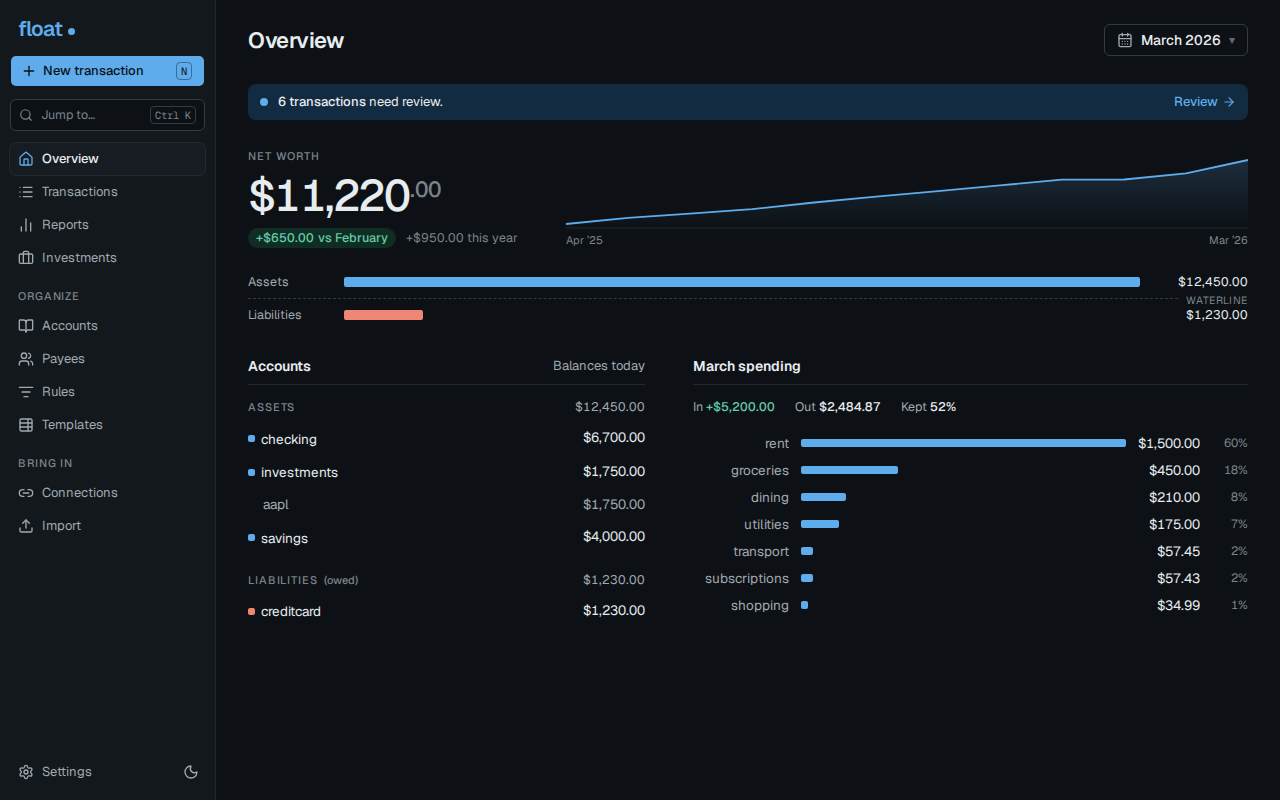 float
New transaction N
Jump to... Ctrl K
Overview
Transactions
Reports
Investments
ORGANIZE
Accounts
Payees
Rules
Templates
BRING IN
Connections
Import
Settings
Overview
March 2026
6 transactions need review.
Review →
NET WORTH
$11,220.00
+$650.00 vs February +$950.00 this year
Apr '25 Mar '26
Assets $12,450.00
WATERLINE
Liabilities $1,230.00
Accounts Balances today
ASSETS $12,450.00
checking $6,700.00
investments $1,750.00
aapl $1,750.00
savings $4,000.00
LIABILITIES (owed) $1,230.00
creditcard $1,230.00
March spending
In +$5,200.00 Out $2,484.87 Kept 52%
rent $1,500.00 60%
groceries $450.00 18%
dining $210.00 8%
utilities $175.00 7%
transport $57.45 2%
subscriptions $57.43 2%
shopping $34.99 1%